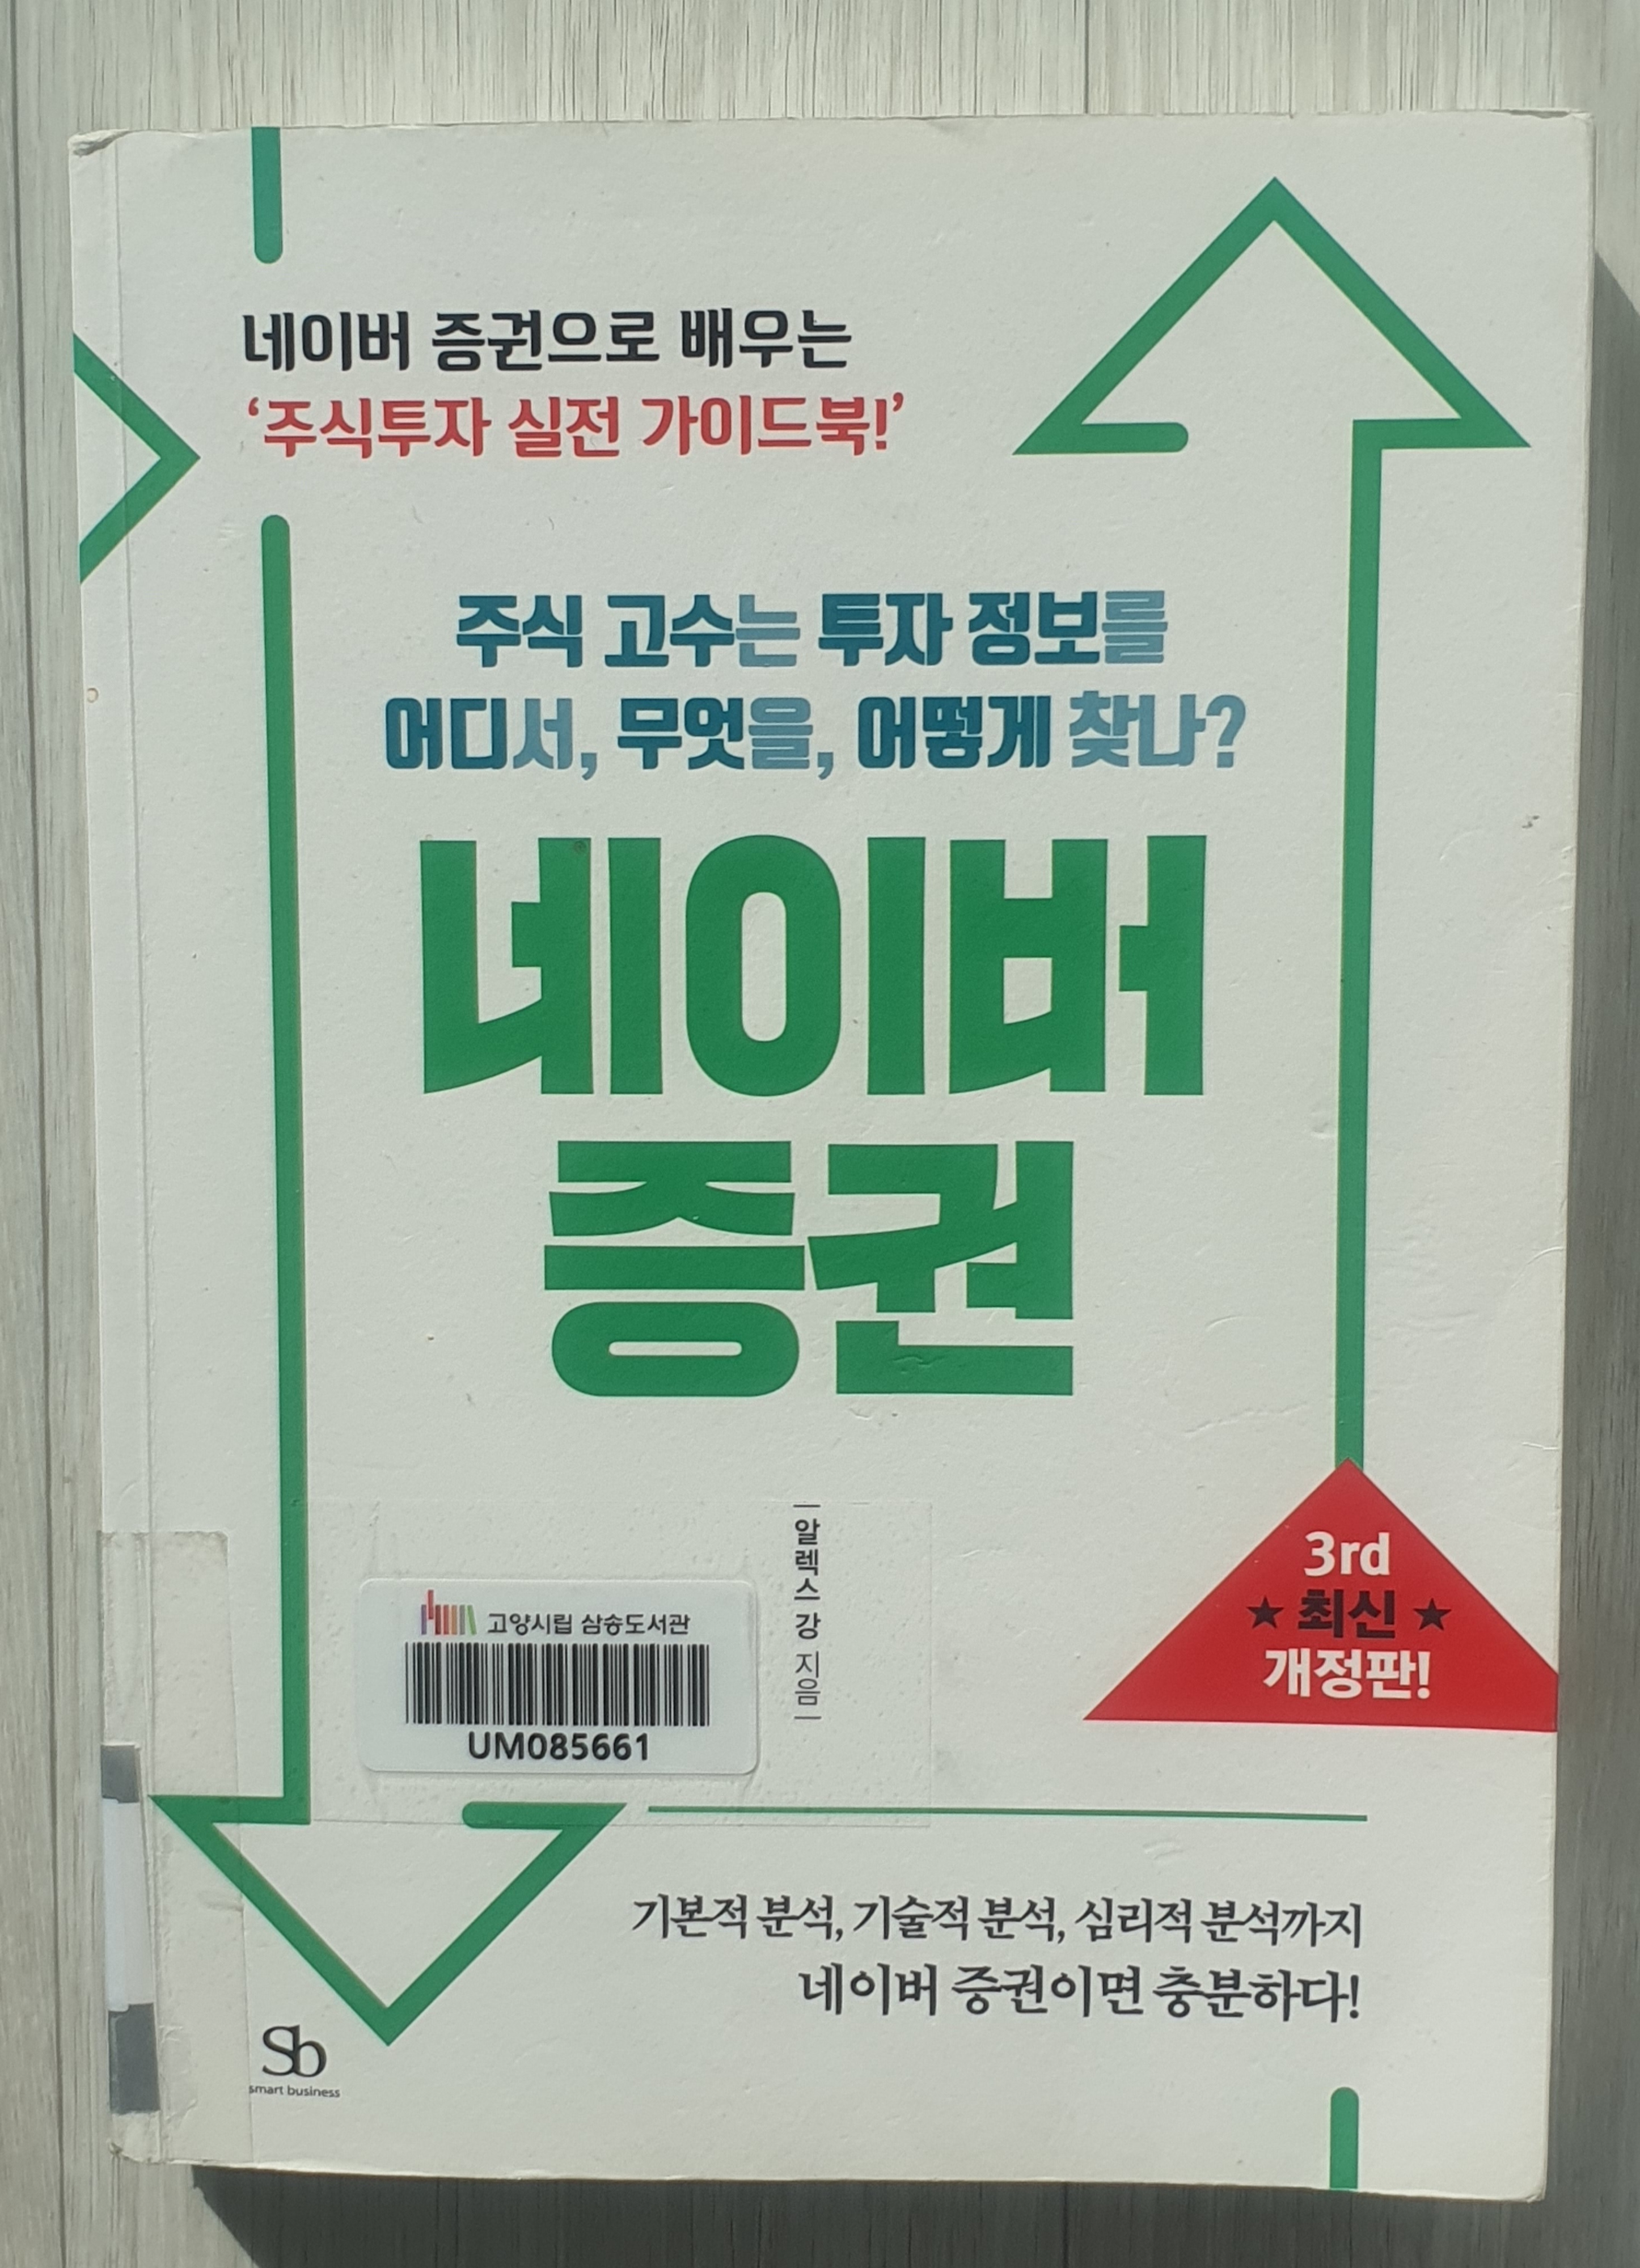 네이버 증권으로 배우는
‘주식투자 실전 가이드북!’
주식 고수는 투자 정보를
어디서, 무엇을, 어떻게 찾나?
네이버
증권
알렉스 강 지음
3rd
★ 최신 ★
개정판!
고양시립 삼송도서관
UM085661
기본적 분석, 기술적 분석, 심리적 분석까지
네이버 증권이면 충분하다!
Sb
smart business